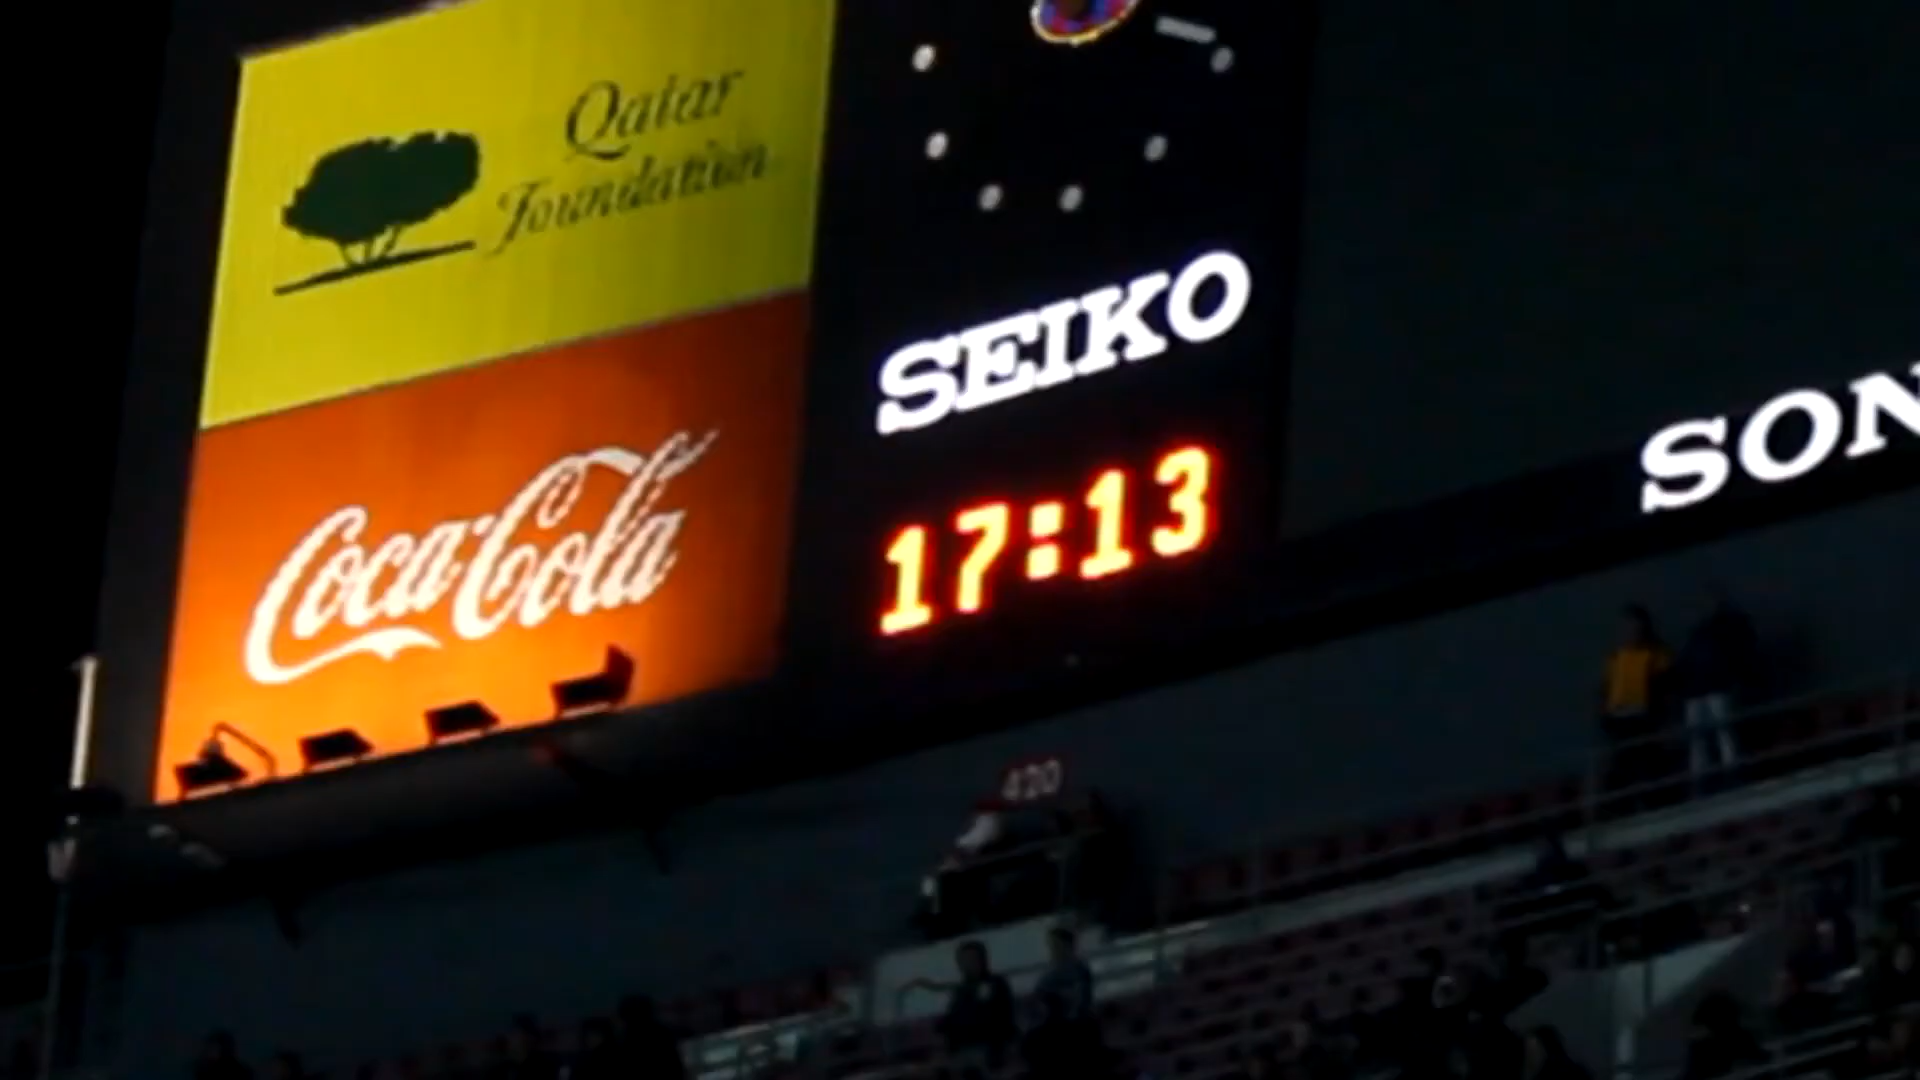 Qatar
Foundation
Coca-Cola
SEIKO
17:13
SON
420